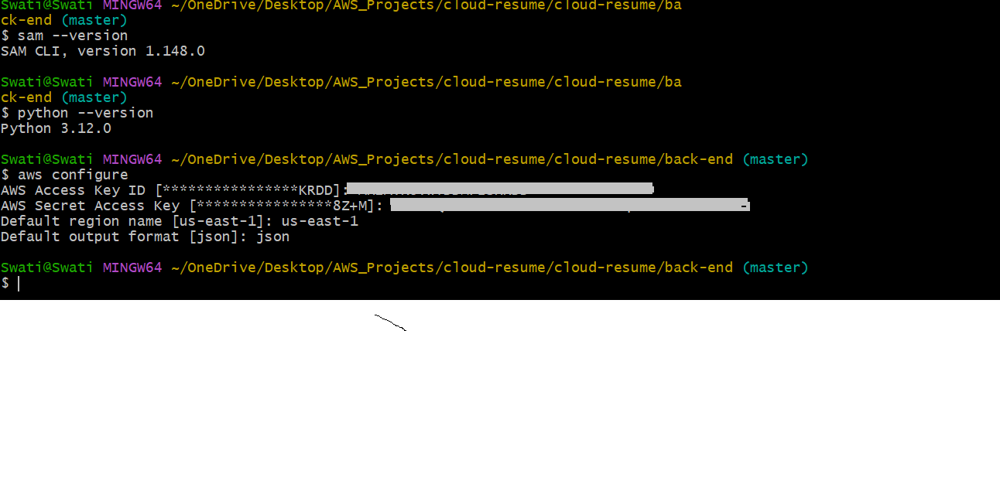 Swati@Swati MINGW64 ~/OneDrive/Desktop/AWS_Projects/cloud-resume/cloud-resume/ba
ck-end (master)
$ sam --version
SAM CLI, version 1.148.0
Swati@Swati MINGW64 ~/OneDrive/Desktop/AWS_Projects/cloud-resume/cloud-resume/ba
ck-end (master)
$ python --version
Python 3.12.0
Swati@Swati MINGW64 ~/OneDrive/Desktop/AWS_Projects/cloud-resume/cloud-resume/back-end (master)
$ aws configure
AWS Access Key ID [****************KRDD]:
AWS Secret Access Key [****************8Z+M]:
Default region name [us-east-1]: us-east-1
Default output format [json]: json
Swati@Swati MINGW64 ~/OneDrive/Desktop/AWS_Projects/cloud-resume/cloud-resume/back-end (master)
$